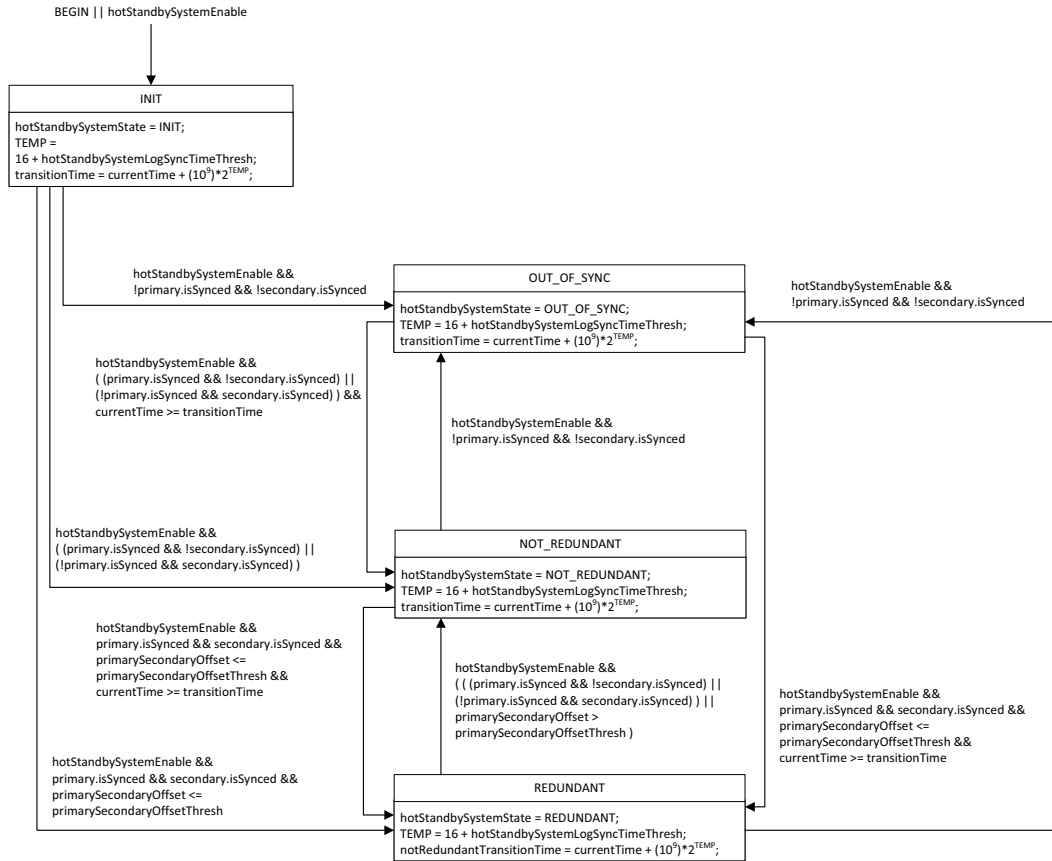 BEGIN || hotStandbySystemEnable
INIT
hotStandbySystemState = INIT;
TEMP =
16 + hotStandbySystemLogSyncTimeThresh;
transitionTime = currentTime + (10⁹)*2ᵀᴱᴹᴾ;
hotStandbySystemEnable &&
!primary.isSynced && !secondary.isSynced
OUT_OF_SYNC
hotStandbySystemState = OUT_OF_SYNC;
TEMP = 16 + hotStandbySystemLogSyncTimeThresh;
transitionTime = currentTime + (10⁹)*2ᵀᴱᴹᴾ;
hotStandbySystemEnable &&
!primary.isSynced && !secondary.isSynced
hotStandbySystemEnable &&
( (primary.isSynced && !secondary.isSynced) ||
(!primary.isSynced && secondary.isSynced) ) &&
currentTime >= transitionTime
hotStandbySystemEnable &&
!primary.isSynced && !secondary.isSynced
hotStandbySystemEnable &&
( (primary.isSynced && !secondary.isSynced) ||
(!primary.isSynced && secondary.isSynced) )
NOT_REDUNDANT
hotStandbySystemState = NOT_REDUNDANT;
TEMP = 16 + hotStandbySystemLogSyncTimeThresh;
transitionTime = currentTime + (10⁹)*2ᵀᴱᴹᴾ;
hotStandbySystemEnable &&
primary.isSynced && secondary.isSynced &&
primarySecondaryOffset <=
primarySecondaryOffsetThresh &&
currentTime >= transitionTime
hotStandbySystemEnable &&
( ( (primary.isSynced && !secondary.isSynced) ||
(!primary.isSynced && secondary.isSynced) ) ||
primarySecondaryOffset >
primarySecondaryOffsetThresh )
hotStandbySystemEnable &&
primary.isSynced && secondary.isSynced &&
primarySecondaryOffset <=
primarySecondaryOffsetThresh &&
currentTime >= transitionTime
hotStandbySystemEnable &&
primary.isSynced && secondary.isSynced &&
primarySecondaryOffset <=
primarySecondaryOffsetThresh
REDUNDANT
hotStandbySystemState = REDUNDANT;
TEMP = 16 + hotStandbySystemLogSyncTimeThresh;
notRedundantTransitionTime = currentTime + (10⁹)*2ᵀᴱᴹᴾ;